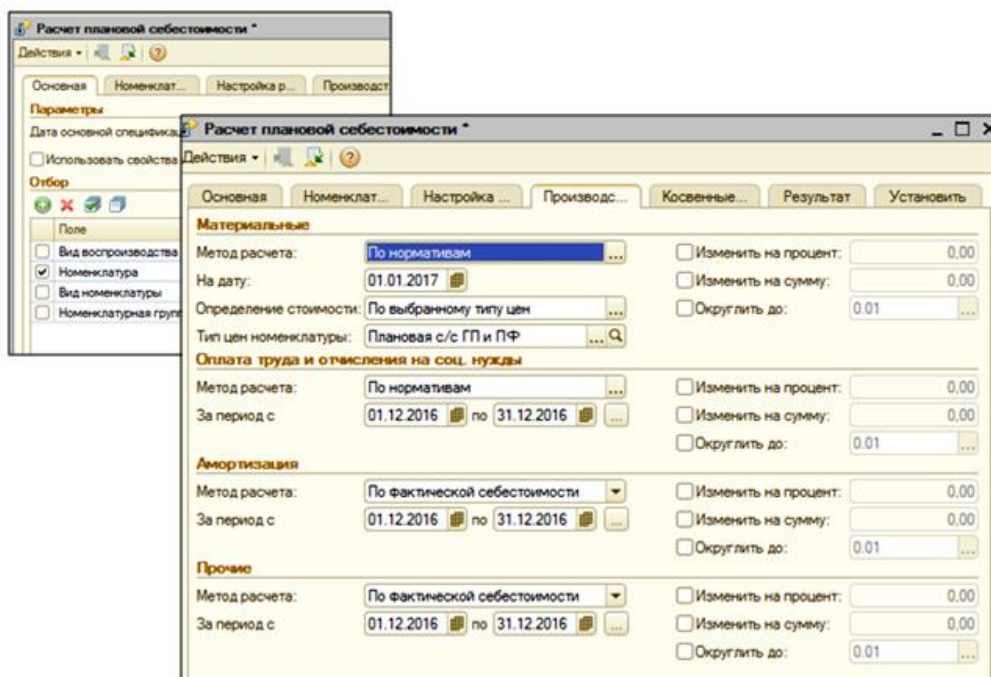 Расчет плановой себестоимости *
Действия
Основная Номенклат... Настройка р... Производст
Параметры
Дата основной спецификац
Использовать свойства
Отбор
Поле
Вид воспроизводства
Номенклатура
Вид номенклатуры
Номенклатурная групп
Расчет плановой себестоимости *
Действия
Основная Номенклат... Настройка ... Производс... Косвенные... Результат Установить
Материальные
Метод расчета: По нормативам ... Изменить на процент: 0,00
На дату: 01.01.2017 Изменить на сумму: 0,00
Определение стоимости: По выбранному типу цен ... Округлить до: 0.01 ...
Тип цен номенклатуры: Плановая с/с ГП и ПФ ...
Оплата труда и отчисления на соц. нужды
Метод расчета: По нормативам ... Изменить на процент: 0,00
За период с 01.12.2016 по 31.12.2016 ... Изменить на сумму: 0,00
Округлить до: 0.01 ...
Амортизация
Метод расчета: По фактической себестоимости Изменить на процент: 0,00
За период с 01.12.2016 по 31.12.2016 ... Изменить на сумму: 0,00
Округлить до: 0.01 ...
Прочие
Метод расчета: По фактической себестоимости Изменить на процент: 0,00
За период с 01.12.2016 по 31.12.2016 ... Изменить на сумму: 0,00
Округлить до: 0.01 ...